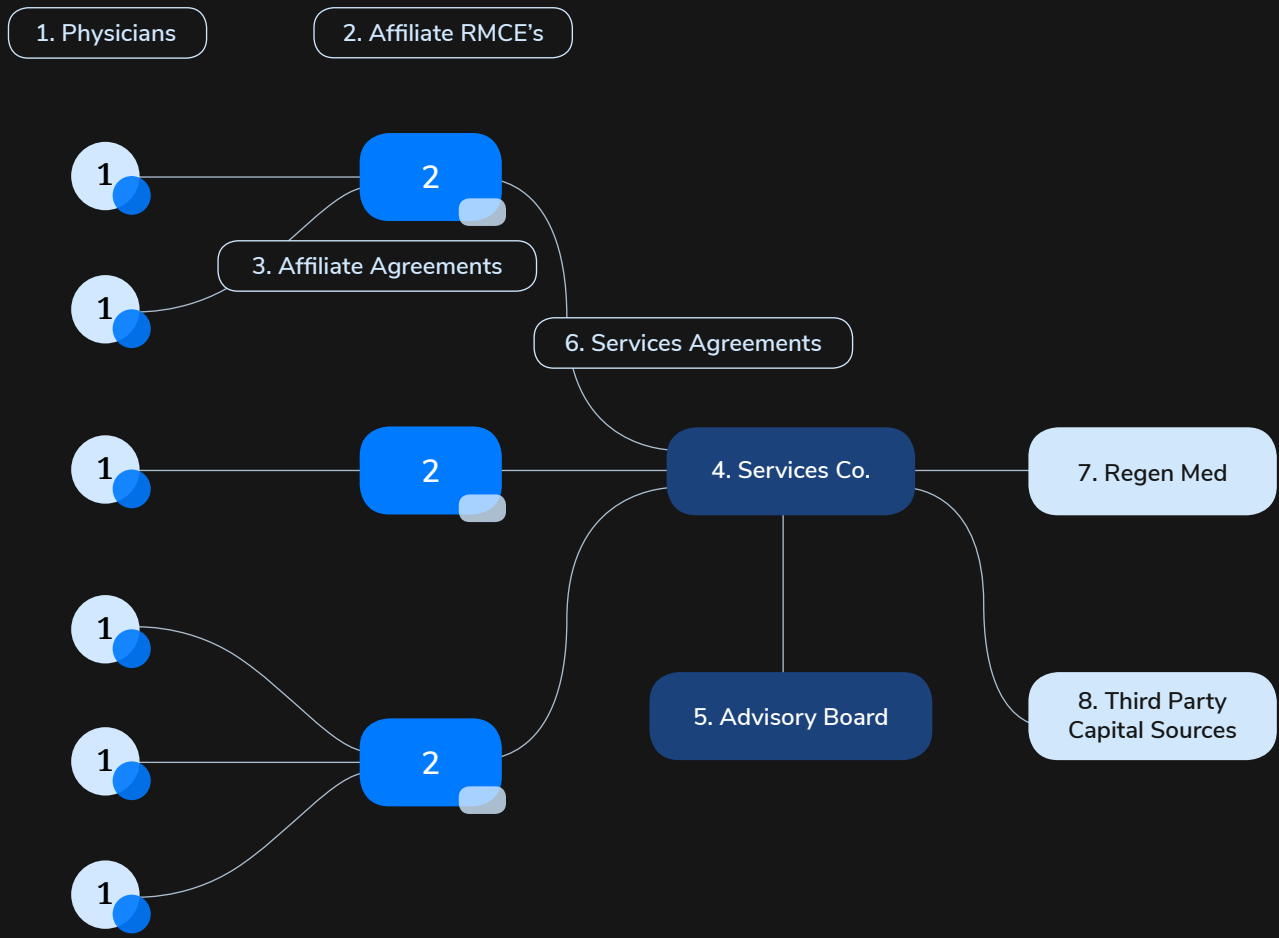 1. Physicians
2. Affiliate RMCE’s
1
2
3. Affiliate Agreements
1
6. Services Agreements
1
2
4. Services Co.
7. Regen Med
1
5. Advisory Board
8. Third Party
Capital Sources
1
2
1